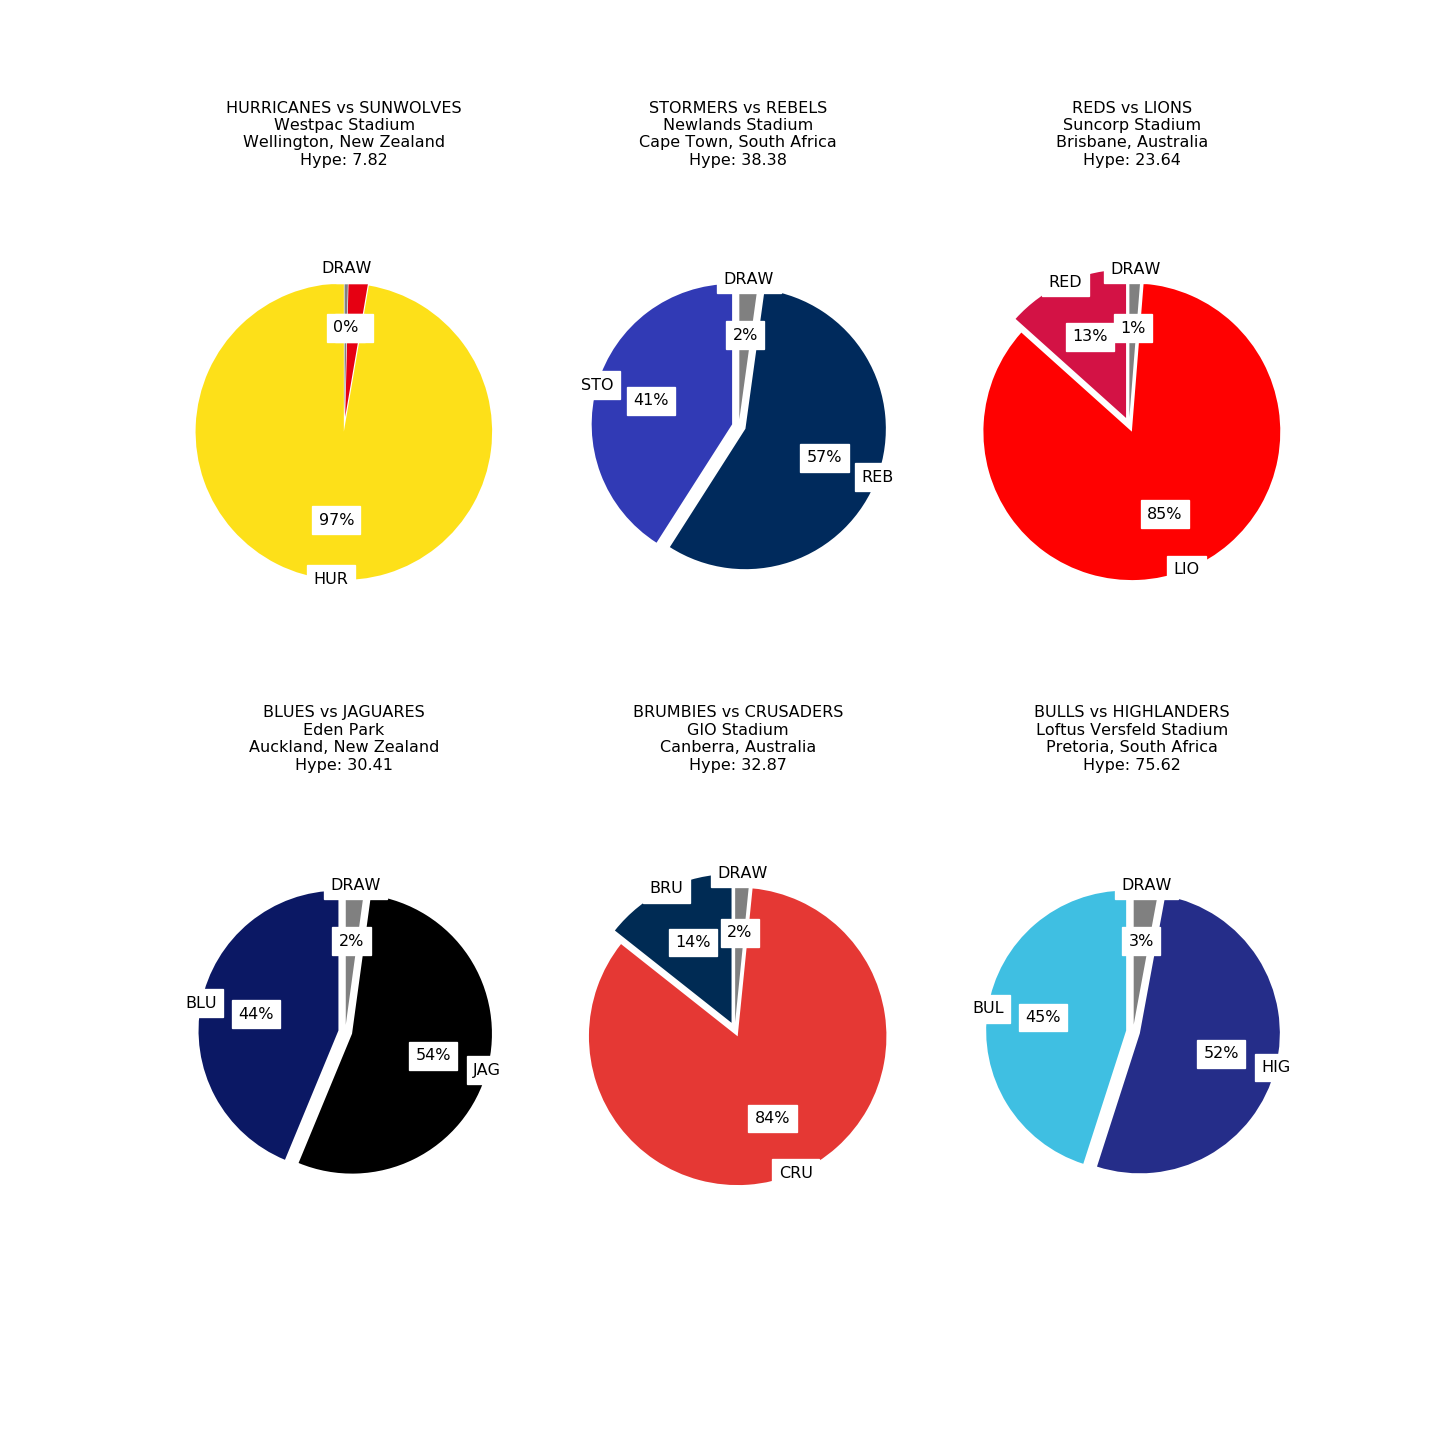 HURRICANES vs SUNWOLVES
Westpac Stadium
Wellington, New Zealand
Hype: 7.82
DRAW
0%
97%
HUR
STORMERS vs REBELS
Newlands Stadium
Cape Town, South Africa
Hype: 38.38
DRAW
2%
STO
41%
57%
REB
REDS vs LIONS
Suncorp Stadium
Brisbane, Australia
Hype: 23.64
DRAW
RED
1%
13%
85%
LIO
BLUES vs JAGUARES
Eden Park
Auckland, New Zealand
Hype: 30.41
DRAW
2%
BLU
44%
54%
JAG
BRUMBIES vs CRUSADERS
GIO Stadium
Canberra, Australia
Hype: 32.87
DRAW
BRU
2%
14%
84%
CRU
BULLS vs HIGHLANDERS
Loftus Versfeld Stadium
Pretoria, South Africa
Hype: 75.62
DRAW
3%
BUL
45%
52%
HIG